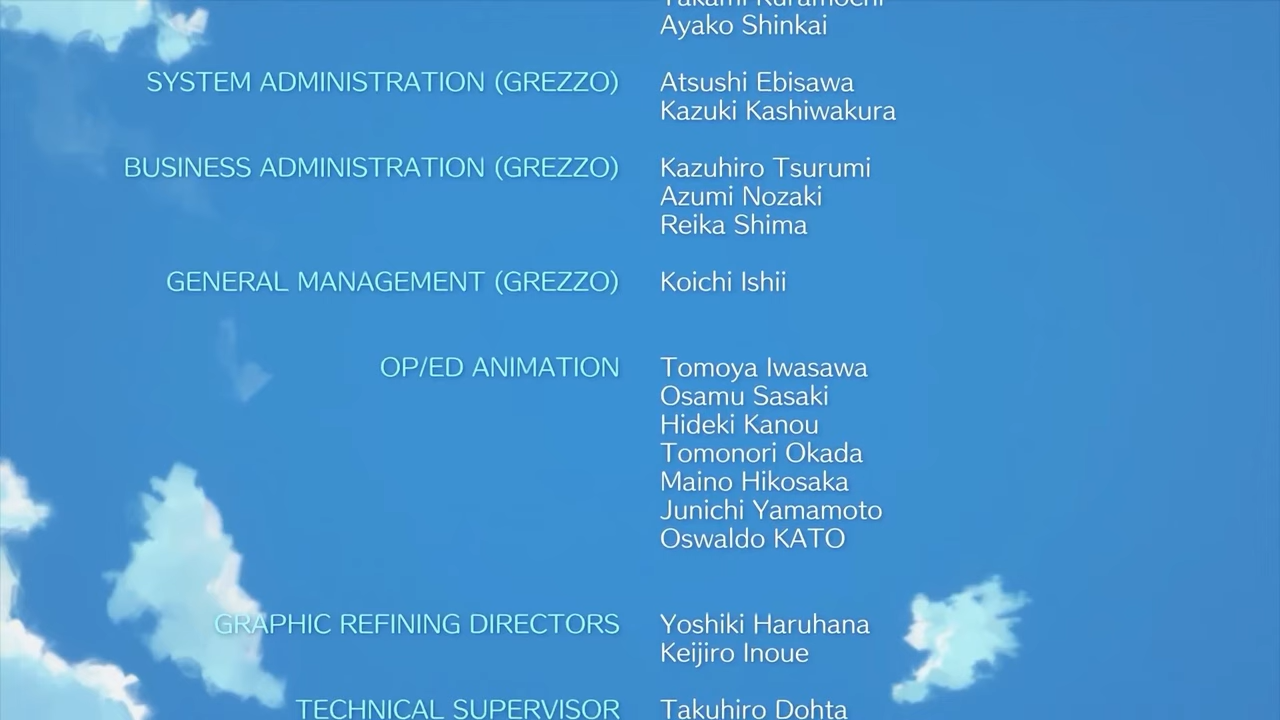 Ayako Shinkai
SYSTEM ADMINISTRATION (GREZZO) Atsushi Ebisawa
Kazuki Kashiwakura
BUSINESS ADMINISTRATION (GREZZO) Kazuhiro Tsurumi
Azumi Nozaki
Reika Shima
GENERAL MANAGEMENT (GREZZO) Koichi Ishii
OP/ED ANIMATION Tomoya Iwasawa
Osamu Sasaki
Hideki Kanou
Tomonori Okada
Maino Hikosaka
Junichi Yamamoto
Oswaldo KATO
GRAPHIC REFINING DIRECTORS Yoshiki Haruhana
Keijiro Inoue
TECHNICAL SUPERVISOR Takuhiro Dohta